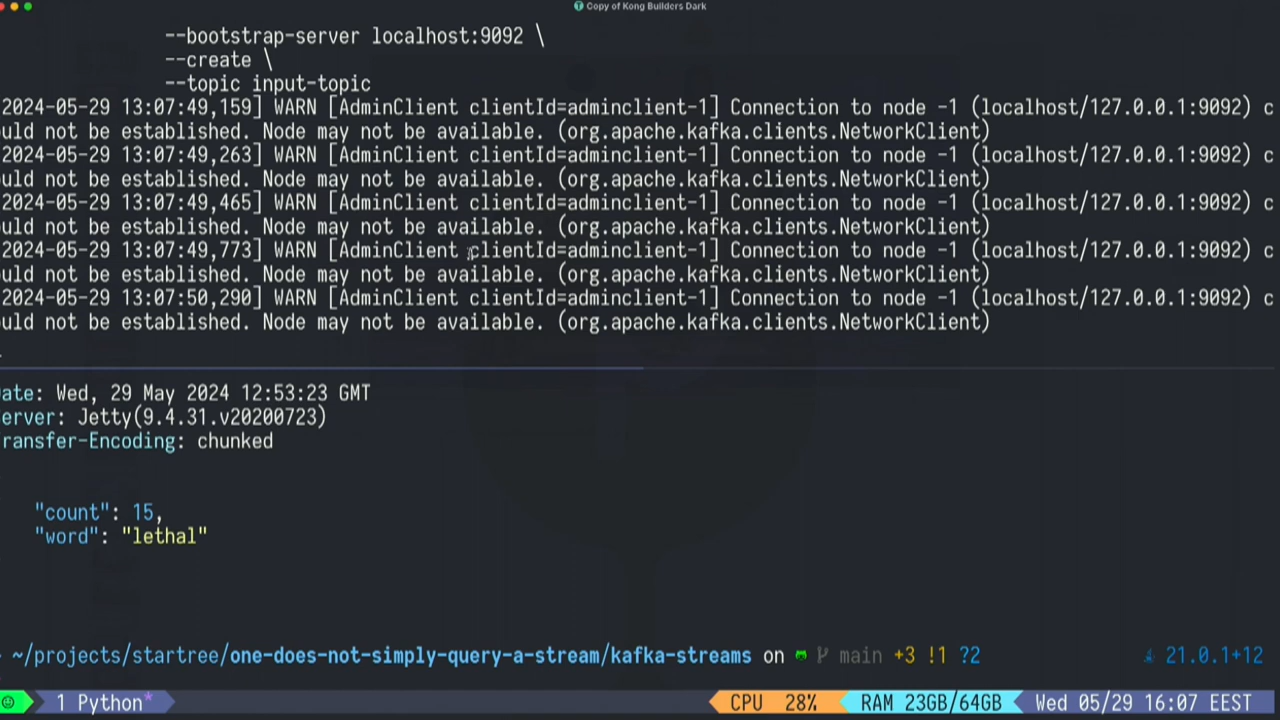 Copy of Kong Builders Dark
--bootstrap-server localhost:9092 \
--create \
--topic input-topic
2024-05-29 13:07:49,159] WARN [AdminClient clientId=adminclient-1] Connection to node -1 (localhost/127.0.0.1:9092) c
uld not be established. Node may not be available. (org.apache.kafka.clients.NetworkClient)
2024-05-29 13:07:49,263] WARN [AdminClient clientId=adminclient-1] Connection to node -1 (localhost/127.0.0.1:9092) c
uld not be established. Node may not be available. (org.apache.kafka.clients.NetworkClient)
2024-05-29 13:07:49,465] WARN [AdminClient clientId=adminclient-1] Connection to node -1 (localhost/127.0.0.1:9092) c
uld not be established. Node may not be available. (org.apache.kafka.clients.NetworkClient)
2024-05-29 13:07:49,773] WARN [AdminClient clientId=adminclient-1] Connection to node -1 (localhost/127.0.0.1:9092) c
uld not be established. Node may not be available. (org.apache.kafka.clients.NetworkClient)
2024-05-29 13:07:50,290] WARN [AdminClient clientId=adminclient-1] Connection to node -1 (localhost/127.0.0.1:9092) c
uld not be established. Node may not be available. (org.apache.kafka.clients.NetworkClient)
ate: Wed, 29 May 2024 12:53:23 GMT
erver: Jetty(9.4.31.v20200723)
ransfer-Encoding: chunked
"count": 15,
"word": "lethal"
~/projects/startree/one-does-not-simply-query-a-stream/kafka-streams on main +3 !1 ?2 21.0.1+12
1 Python* CPU 28% RAM 23GB/64GB Wed 05/29 16:07 EEST